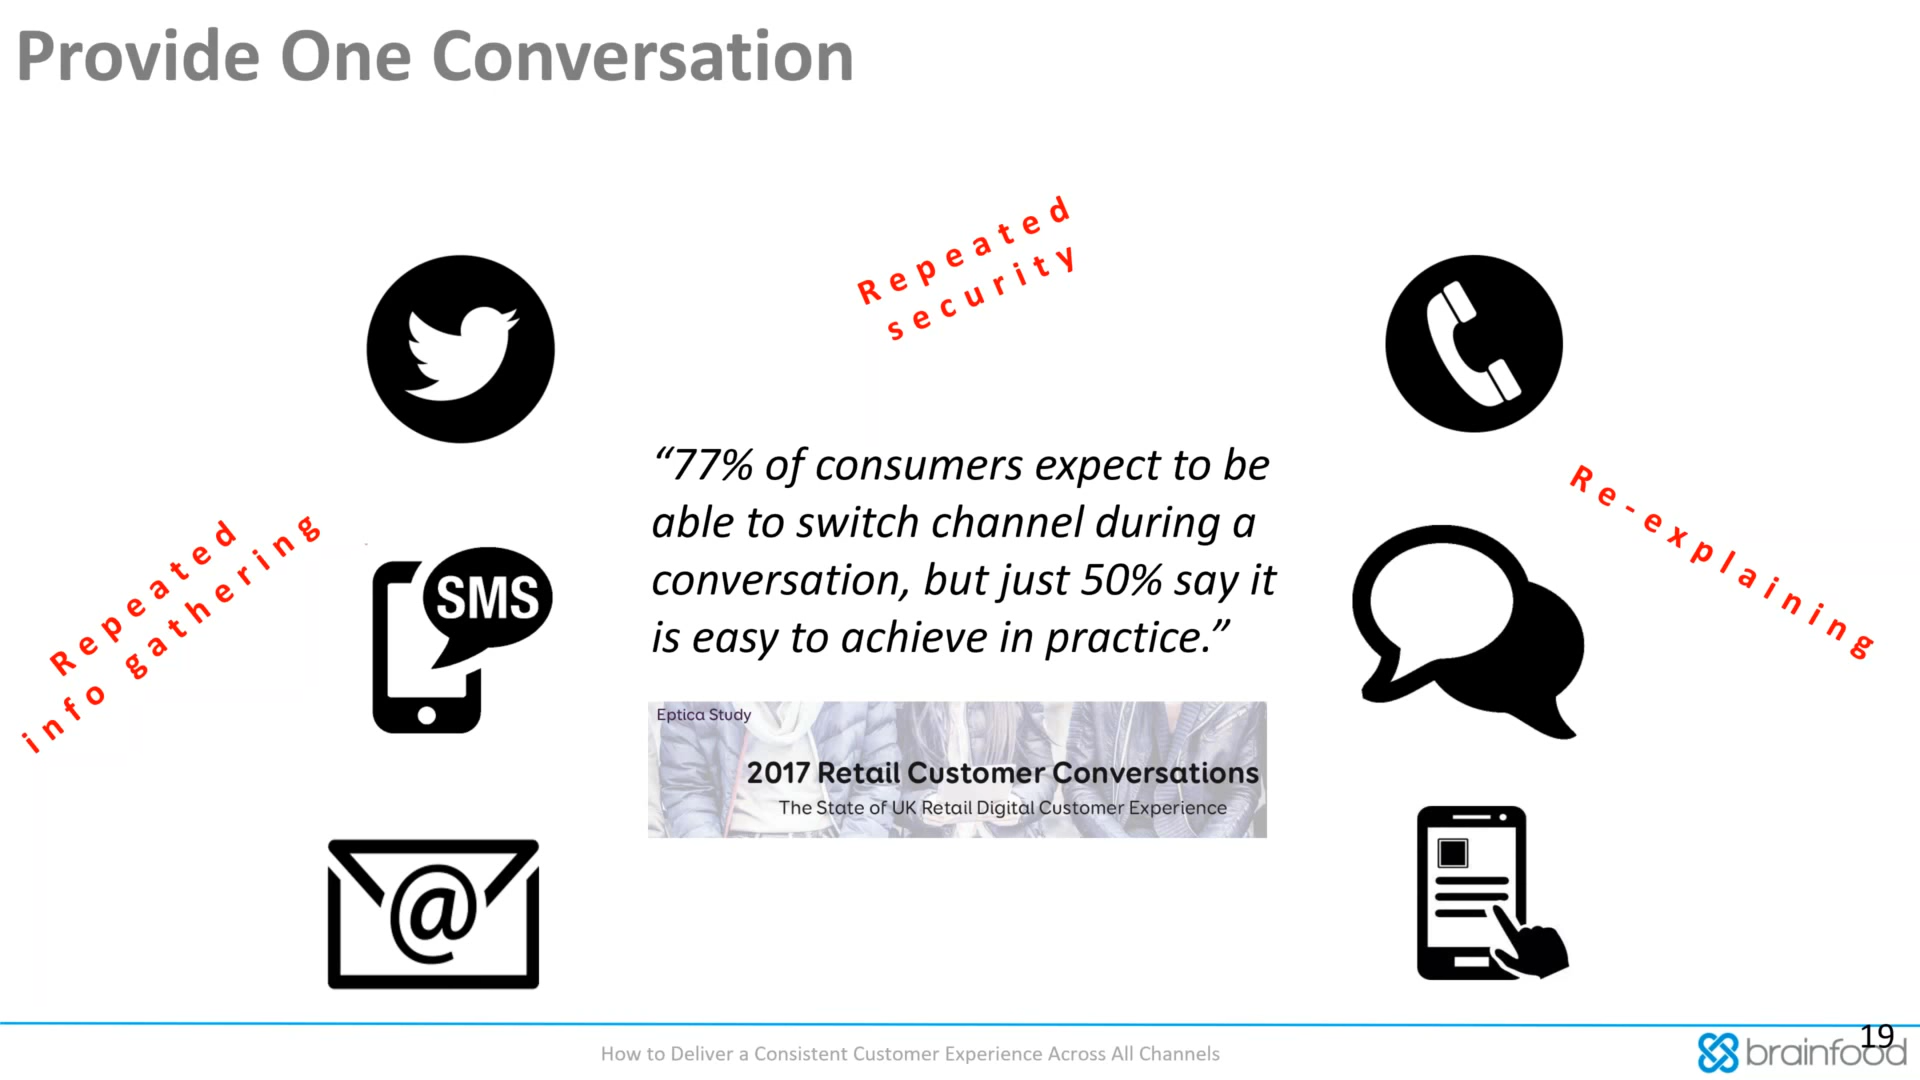 Provide One Conversation
Repeated
security
Repeated
info gathering
SMS
@
“77% of consumers expect to be
able to switch channel during a
conversation, but just 50% say it
is easy to achieve in practice.”
Re-explaining
Eptica Study
2017 Retail Customer Conversations
The State of UK Retail Digital Customer Experience
How to Deliver a Consistent Customer Experience Across All Channels
19
brainfood